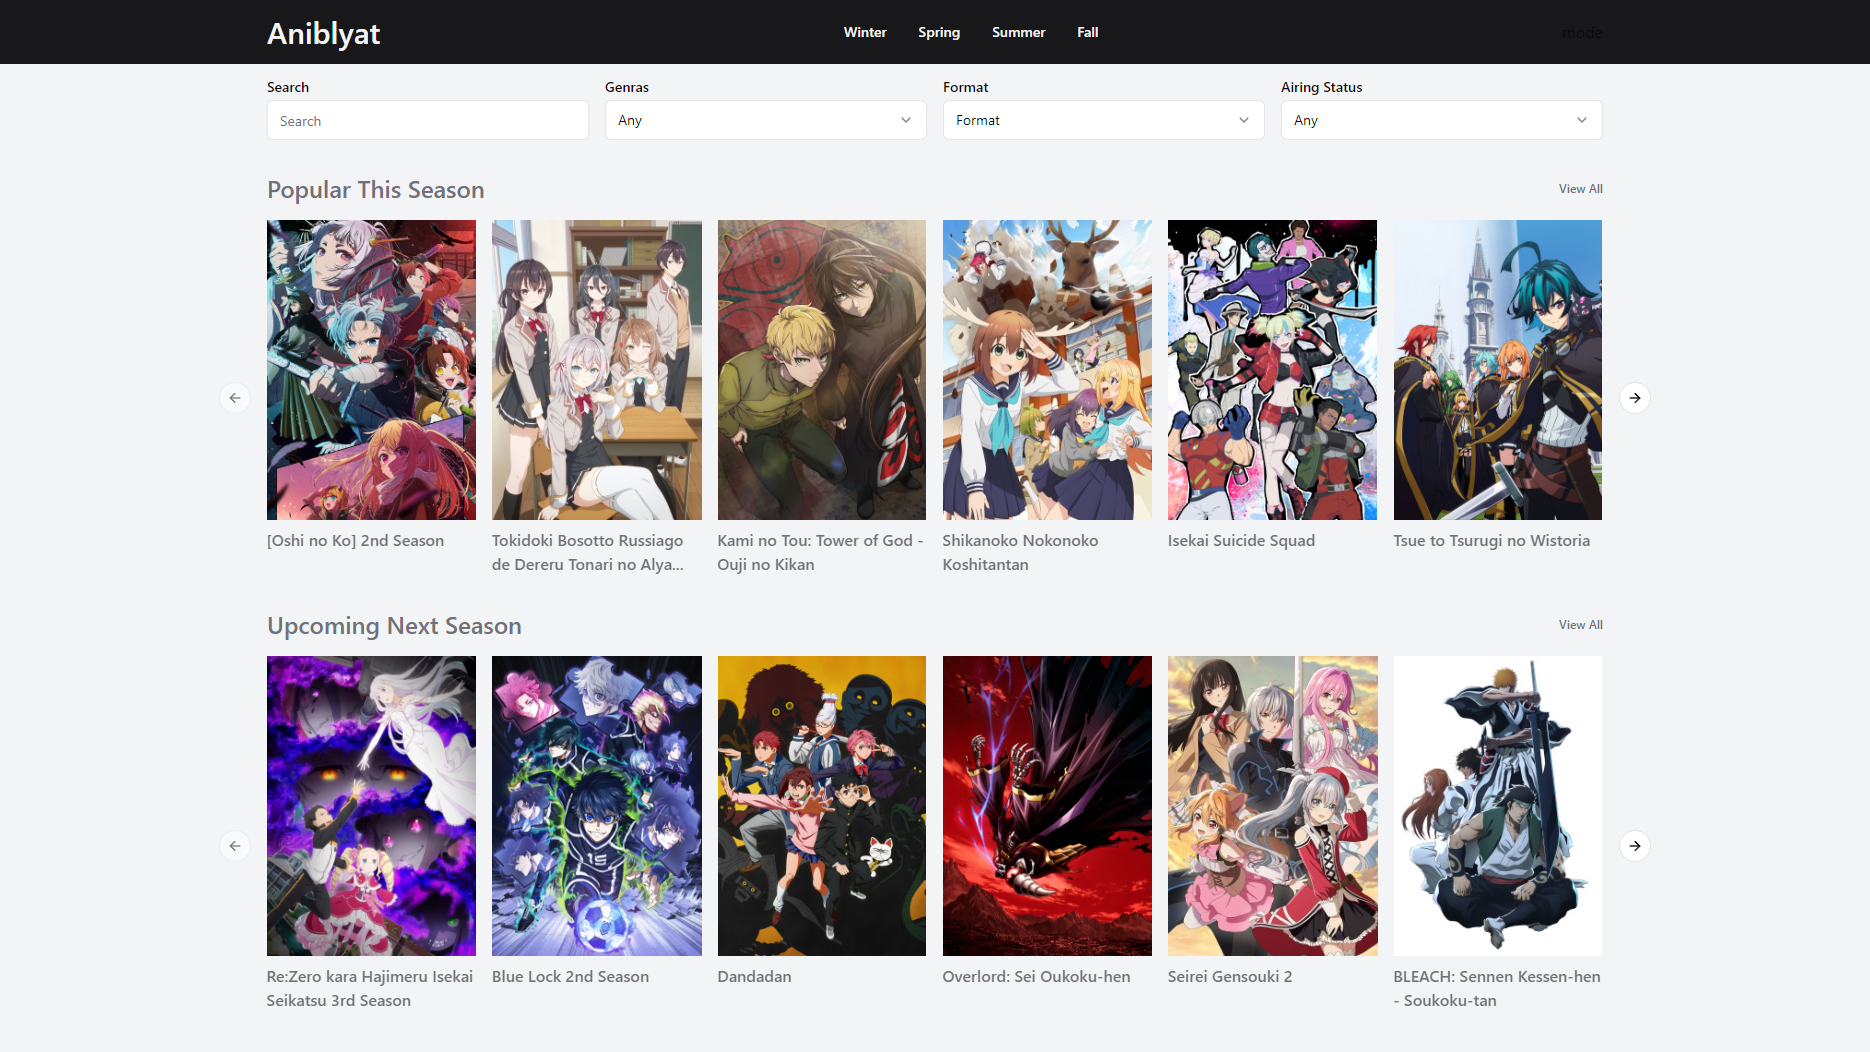 Aniblyat
Winter
Spring
Summer
Fall
mode
Search
Genras
Format
Airing Status
Search
Any
Format
Any
Popular This Season
View All
[Oshi no Ko] 2nd Season
Tokidoki Bosotto Russiago
de Dereru Tonari no Alya...
Kami no Tou: Tower of God -
Ouji no Kikan
Shikanoko Nokonoko
Koshitantan
Isekai Suicide Squad
Tsue to Tsurugi no Wistoria
Upcoming Next Season
View All
15
Re:Zero kara Hajimeru Isekai
Seikatsu 3rd Season
Blue Lock 2nd Season
Dandadan
Overlord: Sei Oukoku-hen
Seirei Gensouki 2
BLEACH: Sennen Kessen-hen
- Soukoku-tan